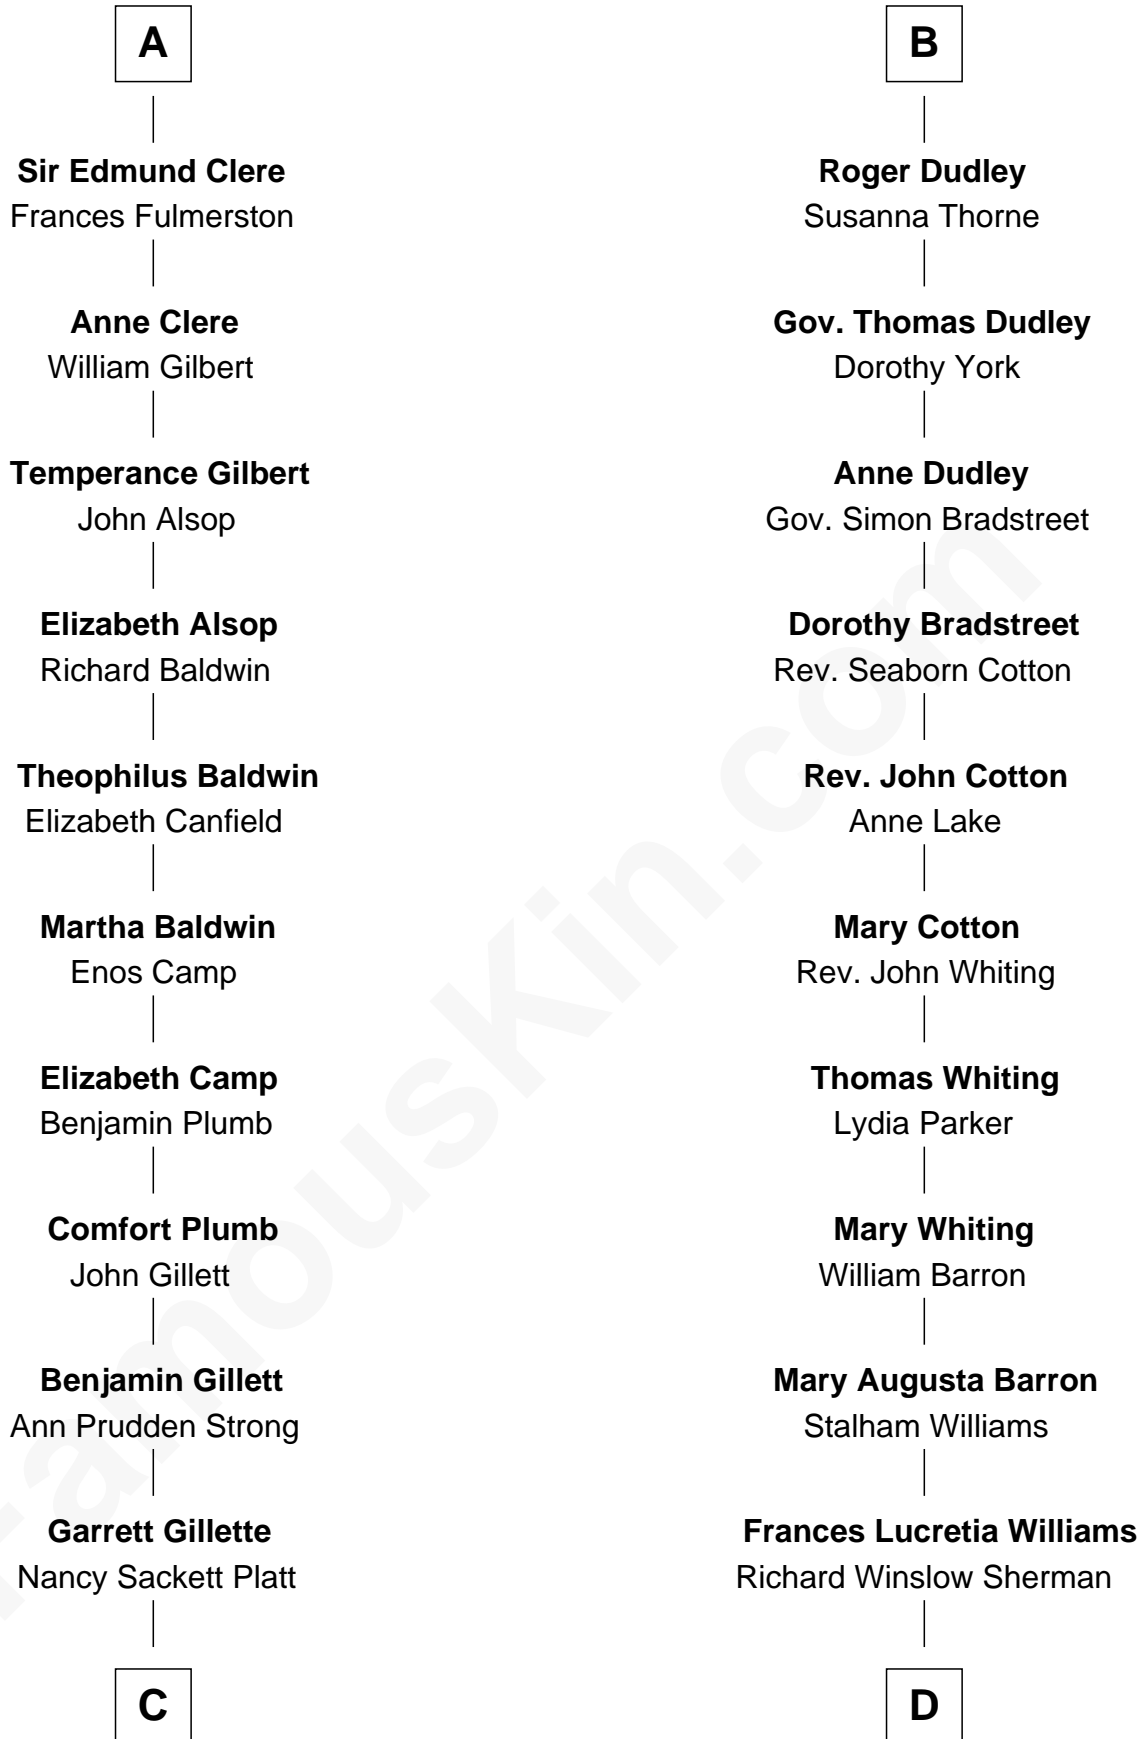 A
Sir Edmund Clere
Frances Fulmerston
Anne Clere
William Gilbert
Temperance Gilbert
John Alsop
Elizabeth Alsop
Richard Baldwin
Theophilus Baldwin
Elizabeth Canfield
Martha Baldwin
Enos Camp
Elizabeth Camp
Benjamin Plumb
Comfort Plumb
John Gillett
Benjamin Gillett
Ann Prudden Strong
Garrett Gillette
Nancy Sackett Platt
C
B
Roger Dudley
Susanna Thorne
Gov. Thomas Dudley
Dorothy York
Anne Dudley
Gov. Simon Bradstreet
Dorothy Bradstreet
Rev. Seaborn Cotton
Rev. John Cotton
Anne Lake
Mary Cotton
Rev. John Whiting
Thomas Whiting
Lydia Parker
Mary Whiting
William Barron
Mary Augusta Barron
Stalham Williams
Frances Lucretia Williams
Richard Winslow Sherman
D
FamousKin.com